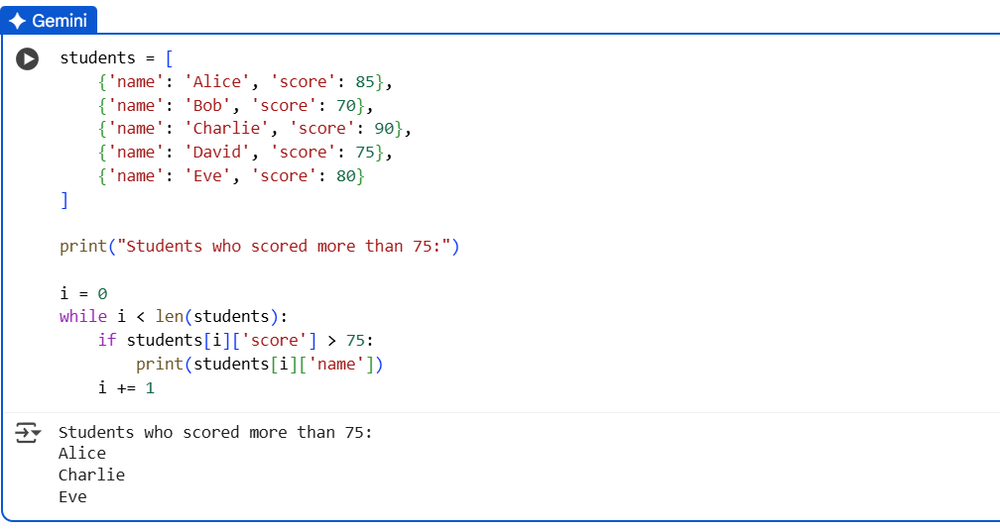 Gemini
students = [
    {'name': 'Alice', 'score': 85},
    {'name': 'Bob', 'score': 70},
    {'name': 'Charlie', 'score': 90},
    {'name': 'David', 'score': 75},
    {'name': 'Eve', 'score': 80}
]
print("Students who scored more than 75:")
i = 0
while i < len(students):
    if students[i]['score'] > 75:
        print(students[i]['name'])
    i += 1
Students who scored more than 75:
Alice
Charlie
Eve